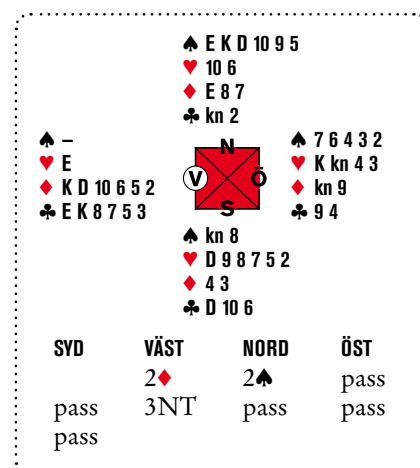 ♠ E K D 10 9 5
♥ 10 6
♦ E 8 7
♣ kn 2
♠ – N ♠ 7 6 4 3 2
♥ E ♥ K kn 4 3
♦ K D 10 6 5 2 V Ö ♦ kn 9
♣ E K 8 7 5 3 S ♣ 9 4
♠ kn 8
♥ D 9 8 7 5 2
♦ 4 3
♣ D 10 6
SYD VÄST NORD ÖST
2♦ 2♠ pass
pass 3NT pass pass
pass